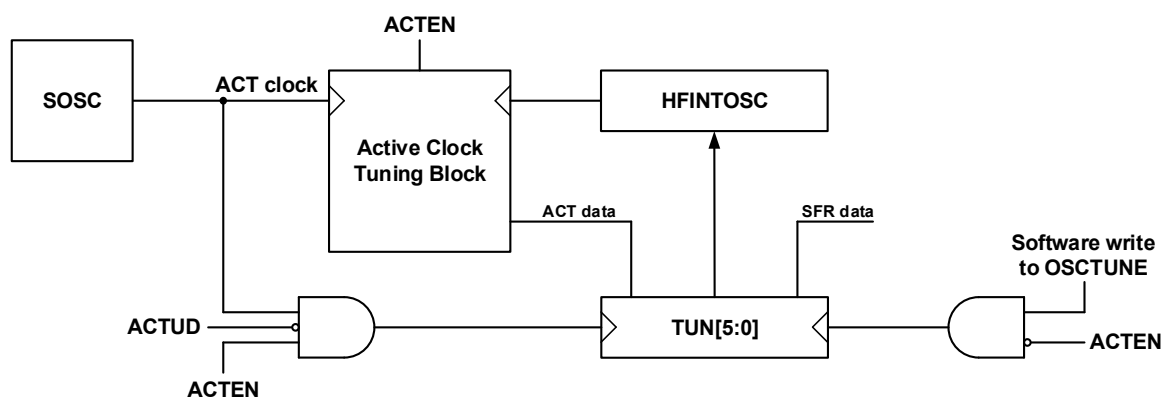 ACTEN
SOSC
ACT clock
HFINTOSC
Active Clock
Tuning Block
ACT data
SFR data
Software write
to OSCTUNE
ACTUD
TUN[5:0]
ACTEN
ACTEN